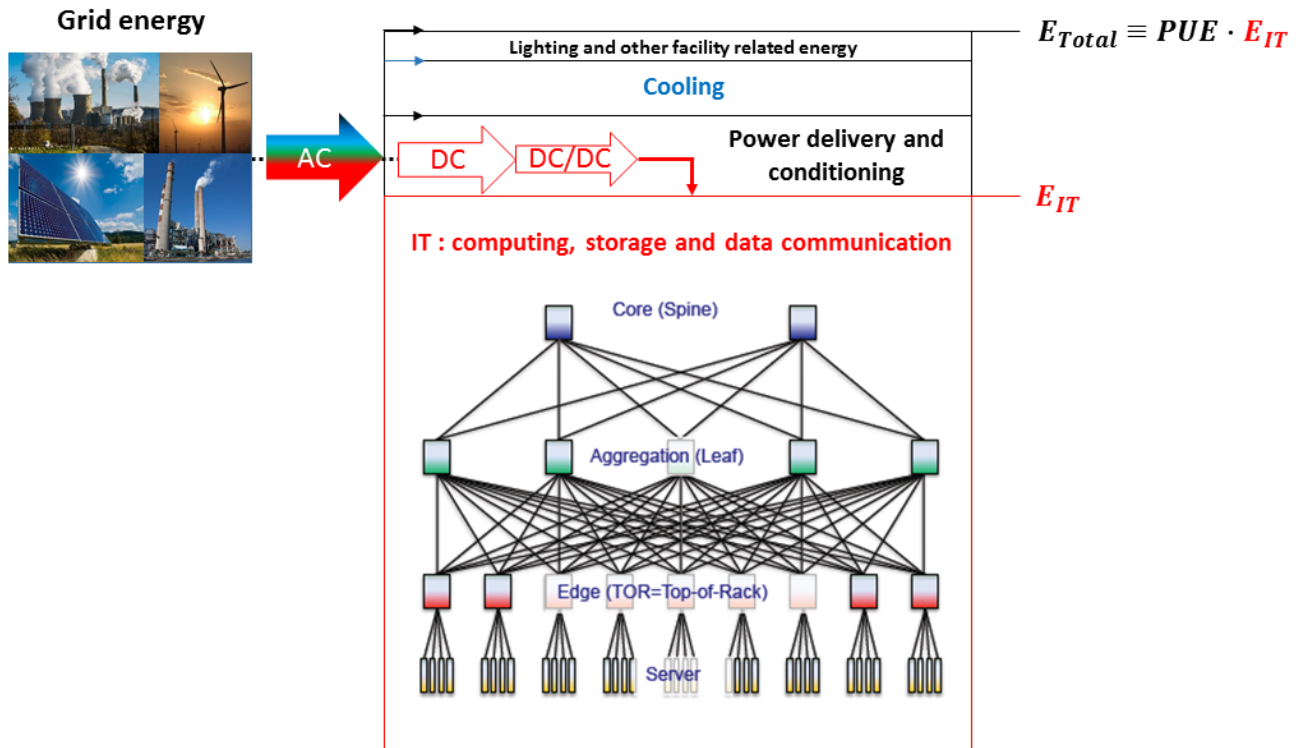 Grid energy
Lighting and other facility related energy
E_Total ≡ PUE · E_IT
Cooling
AC
DC
DC/DC
Power delivery and
conditioning
E_IT
IT : computing, storage and data communication
Core (Spine)
Aggregation (Leaf)
Edge (TOR=Top-of-Rack)
Server